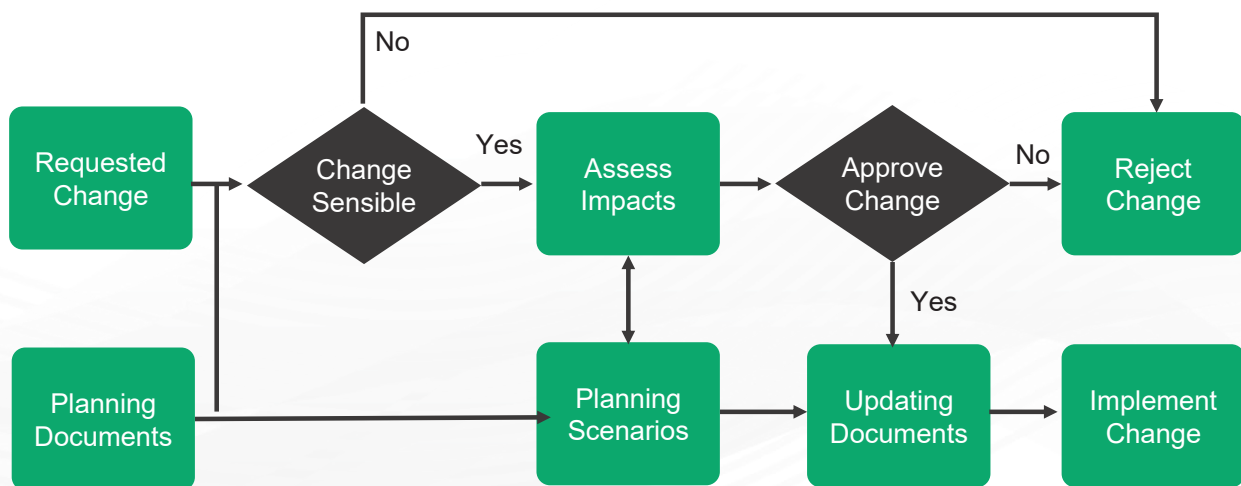 No
Requested
Change
Change
Sensible
Yes
Assess
Impacts
Approve
Change
No
Reject
Change
Yes
Planning
Documents
Planning
Scenarios
Updating
Documents
Implement
Change